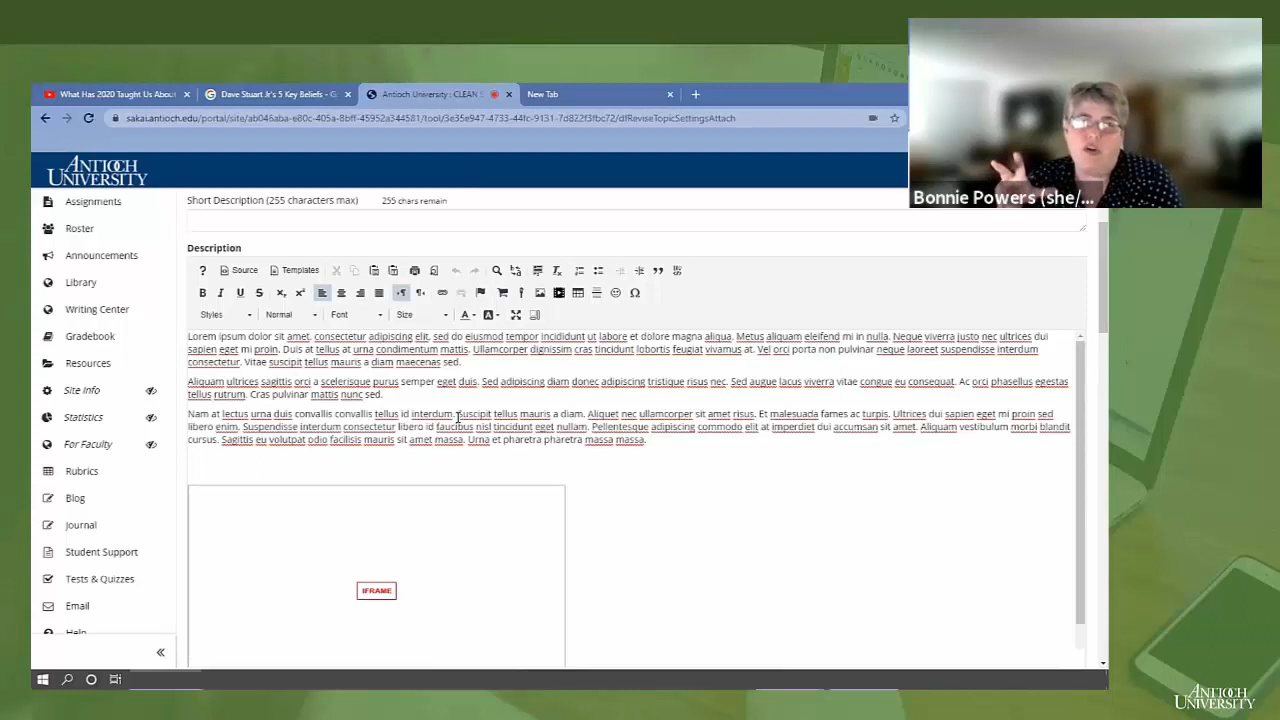 What Has 2020 Taught Us About
Dave Stuart Jr's 5 Key Beliefs - G
Antioch University : CLEAN S
New Tab
sakai.antioch.edu/portal/site/ab046aba-e80c-405a-8bff-45952a344581/tool/3e35e947-4733-44fc-9131-7d822f3fbc72/dfReviseTopicSettingsAttach
ANTIOCH
UNIVERSITY
Bonnie Powers (she/...
Assignments
Roster
Announcements
Library
Writing Center
Gradebook
Resources
Site Info
Statistics
For Faculty
Rubrics
Blog
Journal
Student Support
Tests & Quizzes
Email
Help
Short Description (255 characters max) 255 chars remain
Description
Source Templates
B I U S
Styles Normal Font Size A A
Lorem ipsum dolor sit amet, consectetur adipiscing elit, sed do eiusmod tempor incididunt ut labore et dolore magna aliqua. Metus aliquam eleifend mi in nulla. Neque viverra justo nec ultrices dui
sapien eget mi proin. Duis at tellus at urna condimentum mattis. Ullamcorper dignissim cras tincidunt lobortis feugiat vivamus at. Vel orci porta non pulvinar neque laoreet suspendisse interdum
consectetur. Vitae suscipit tellus mauris a diam maecenas sed.
Aliquam ultrices sagittis orci a scelerisque purus semper eget duis. Sed adipiscing diam donec adipiscing tristique risus nec. Sed augue lacus viverra vitae congue eu consequat. Ac orci phasellus egestas
tellus rutrum. Cras pulvinar mattis nunc sed.
Nam at lectus urna duis convallis convallis tellus id interdum. Suscipit tellus mauris a diam. Aliquet nec ullamcorper sit amet risus. Et malesuada fames ac turpis. Ultrices dui sapien eget mi proin sed
libero enim. Suspendisse interdum consectetur libero id faucibus nisl tincidunt eget nullam. Pellentesque adipiscing commodo elit at imperdiet dui accumsan sit amet. Aliquam vestibulum morbi blandit
cursus. Sagittis eu volutpat odio facilisis mauris sit amet massa. Urna et pharetra pharetra massa massa.
IFRAME
ANTIOCH
UNIVERSITY